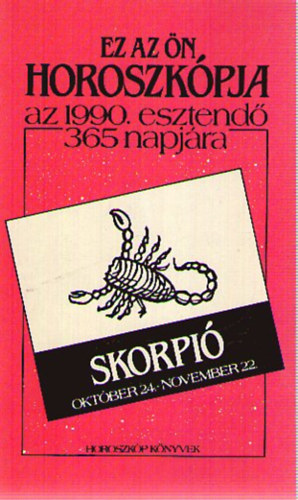 EZ AZ ÖN
HOROSZKÓPJA
az 1990. esztendő
365 napjára
SKORPIÓ
OKTÓBER 24.-NOVEMBER 22.
HOROSZKÓP KÖNYVEK